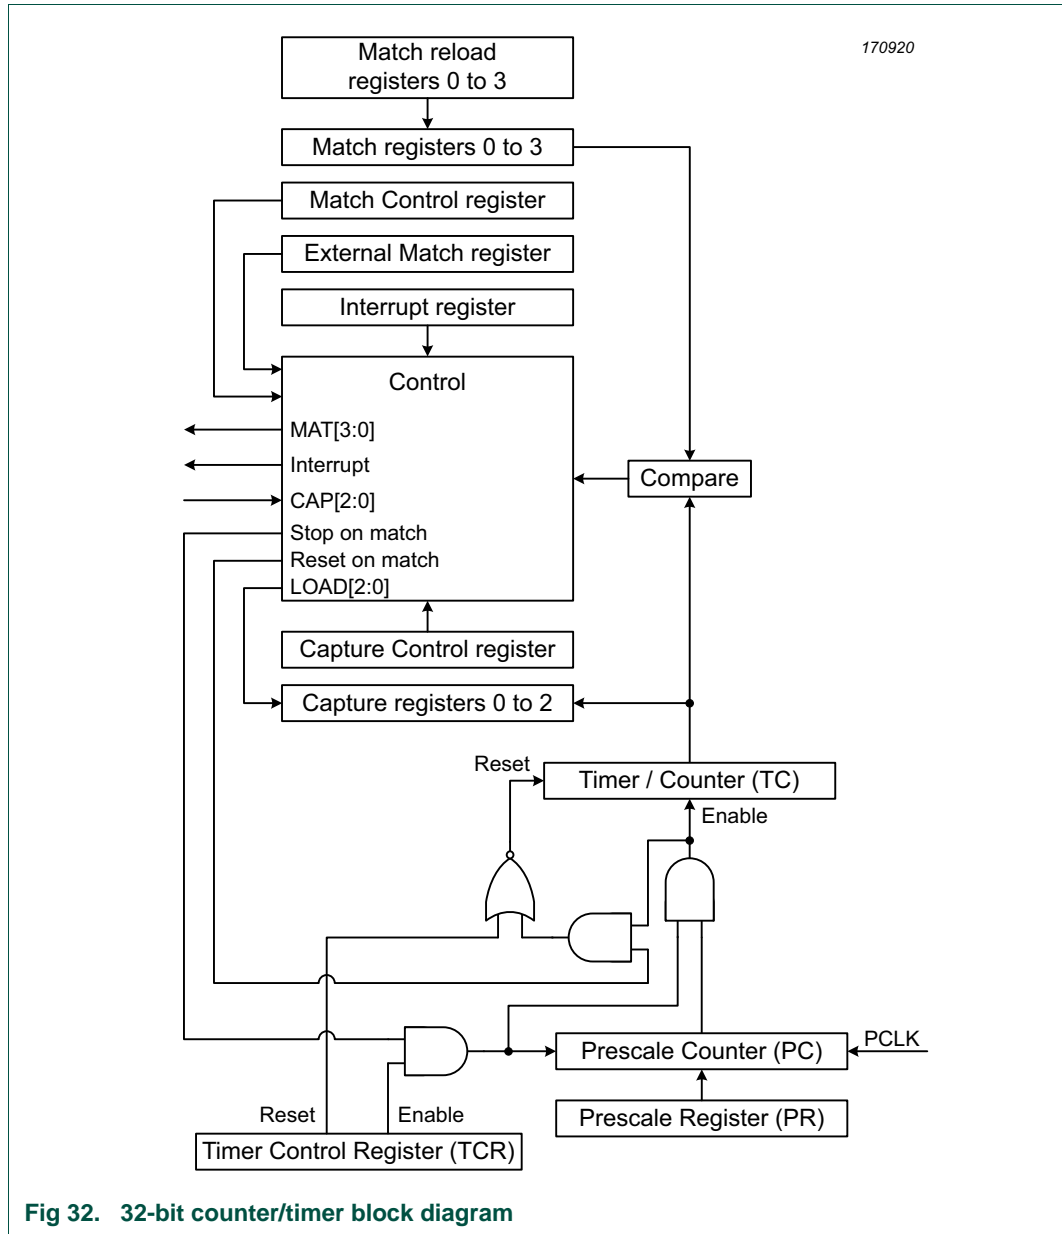 170920
Match reload
registers 0 to 3
Match registers 0 to 3
Match Control register
External Match register
Interrupt register
Control
MAT[3:0]
Interrupt
CAP[2:0]
Stop on match
Reset on match
LOAD[2:0]
Compare
Capture Control register
Capture registers 0 to 2
Reset
Timer / Counter (TC)
Enable
PCLK
Prescale Counter (PC)
Prescale Register (PR)
Reset
Enable
Timer Control Register (TCR)
Fig 32. 32-bit counter/timer block diagram